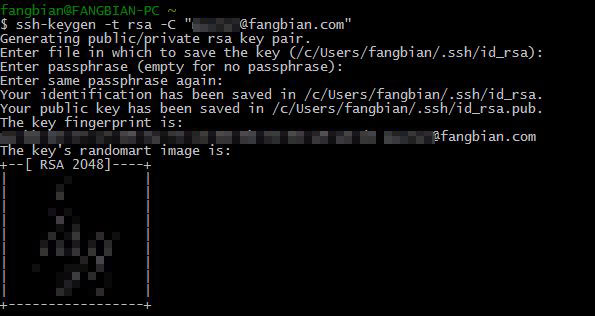 fangbian@FANGBIAN-PC ~
$ ssh-keygen -t rsa -C "@fangbian.com"
Generating public/private rsa key pair.
Enter file in which to save the key (/c/Users/fangbian/.ssh/id_rsa):
Enter passphrase (empty for no passphrase):
Enter same passphrase again:
Your identification has been saved in /c/Users/fangbian/.ssh/id_rsa.
Your public key has been saved in /c/Users/fangbian/.ssh/id_rsa.pub.
The key fingerprint is:
@fangbian.com
The key's randomart image is:
+--[ RSA 2048]----+
| |
| |
| |
| |
| |
| |
| |
| |
| |
+-----------------+